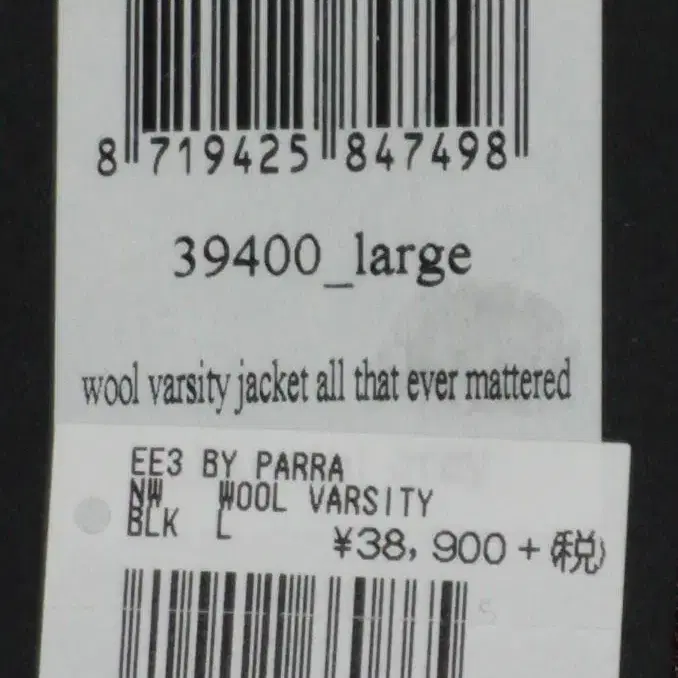 8 719425 847498
39400_large
wool varsity jacket all that ever mattered
EE3 BY PARRA
NW WOOL VARSITY
BLK L
¥38,900+(税)